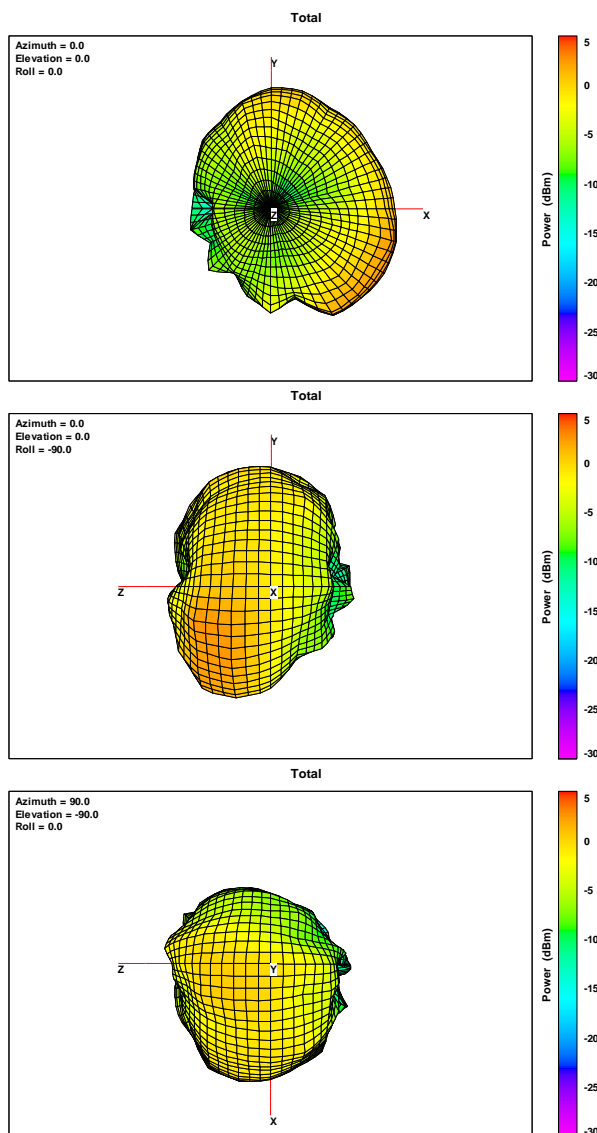 Total
Azimuth = 0.0
Elevation = 0.0
Roll = 0.0
Y
Z
X
Power (dBm)
5
0
-5
-10
-15
-20
-25
-30
Total
Azimuth = 0.0
Elevation = 0.0
Roll = -90.0
Y
Z
X
Power (dBm)
5
0
-5
-10
-15
-20
-25
-30
Total
Azimuth = 90.0
Elevation = -90.0
Roll = 0.0
Z
Y
X
Power (dBm)
5
0
-5
-10
-15
-20
-25
-30